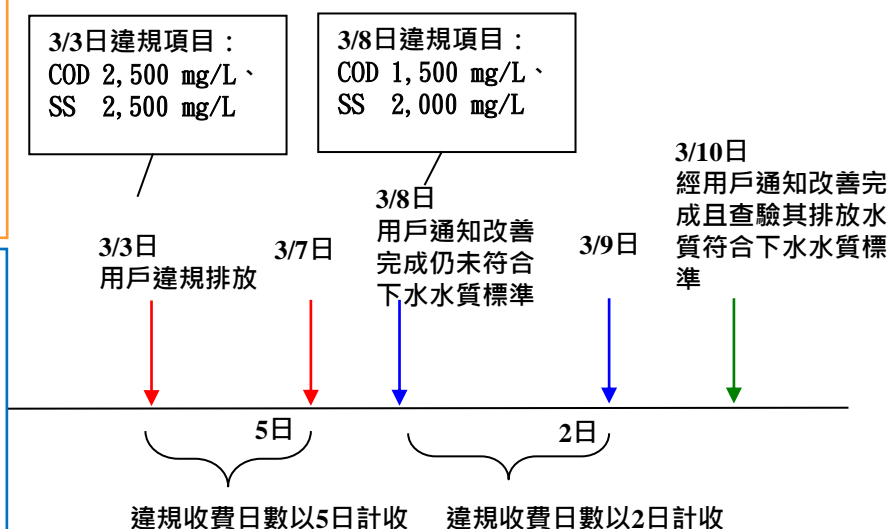 3/3日違規項目：
COD 2,500 mg/L、
SS 2,500 mg/L
3/8日違規項目：
COD 1,500 mg/L、
SS 2,000 mg/L
3/3日
用戶違規排放
3/7日
3/8日
用戶通知改善
完成仍未符合
下水水質標準
3/9日
3/10日
經用戶通知改善完
成且查驗其排放水
質符合下水水質標
準
5日
2日
違規收費日數以5日計收
違規收費日數以2日計收